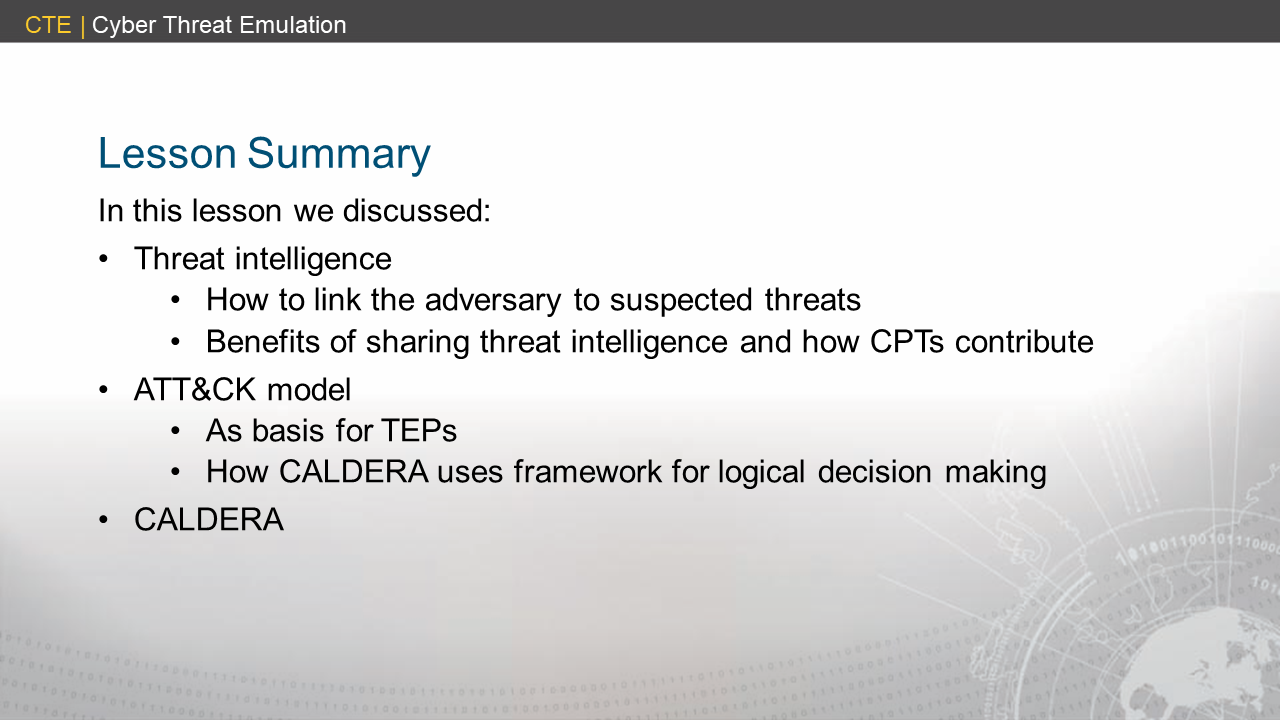 CTE | Cyber Threat Emulation
Lesson Summary
In this lesson we discussed:
• Threat intelligence
• How to link the adversary to suspected threats
• Benefits of sharing threat intelligence and how CPTs contribute
• ATT&CK model
• As basis for TEPs
• How CALDERA uses framework for logical decision making
• CALDERA